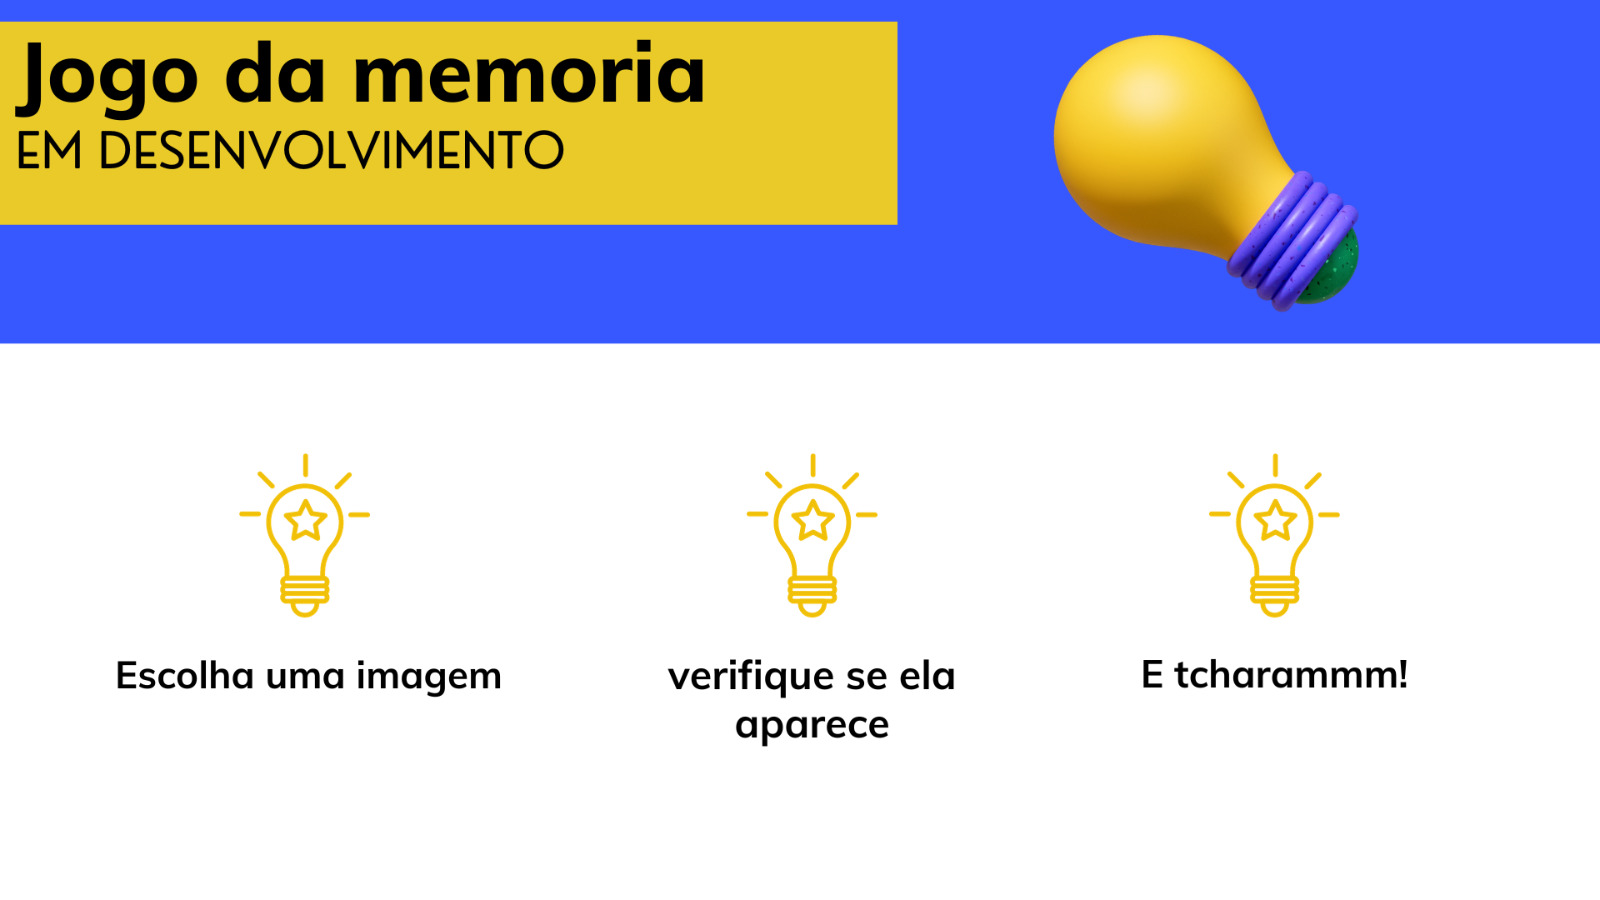 Jogo da memoria
EM DESENVOLVIMENTO
Escolha uma imagem
verifique se ela
aparece
E tcharammm!